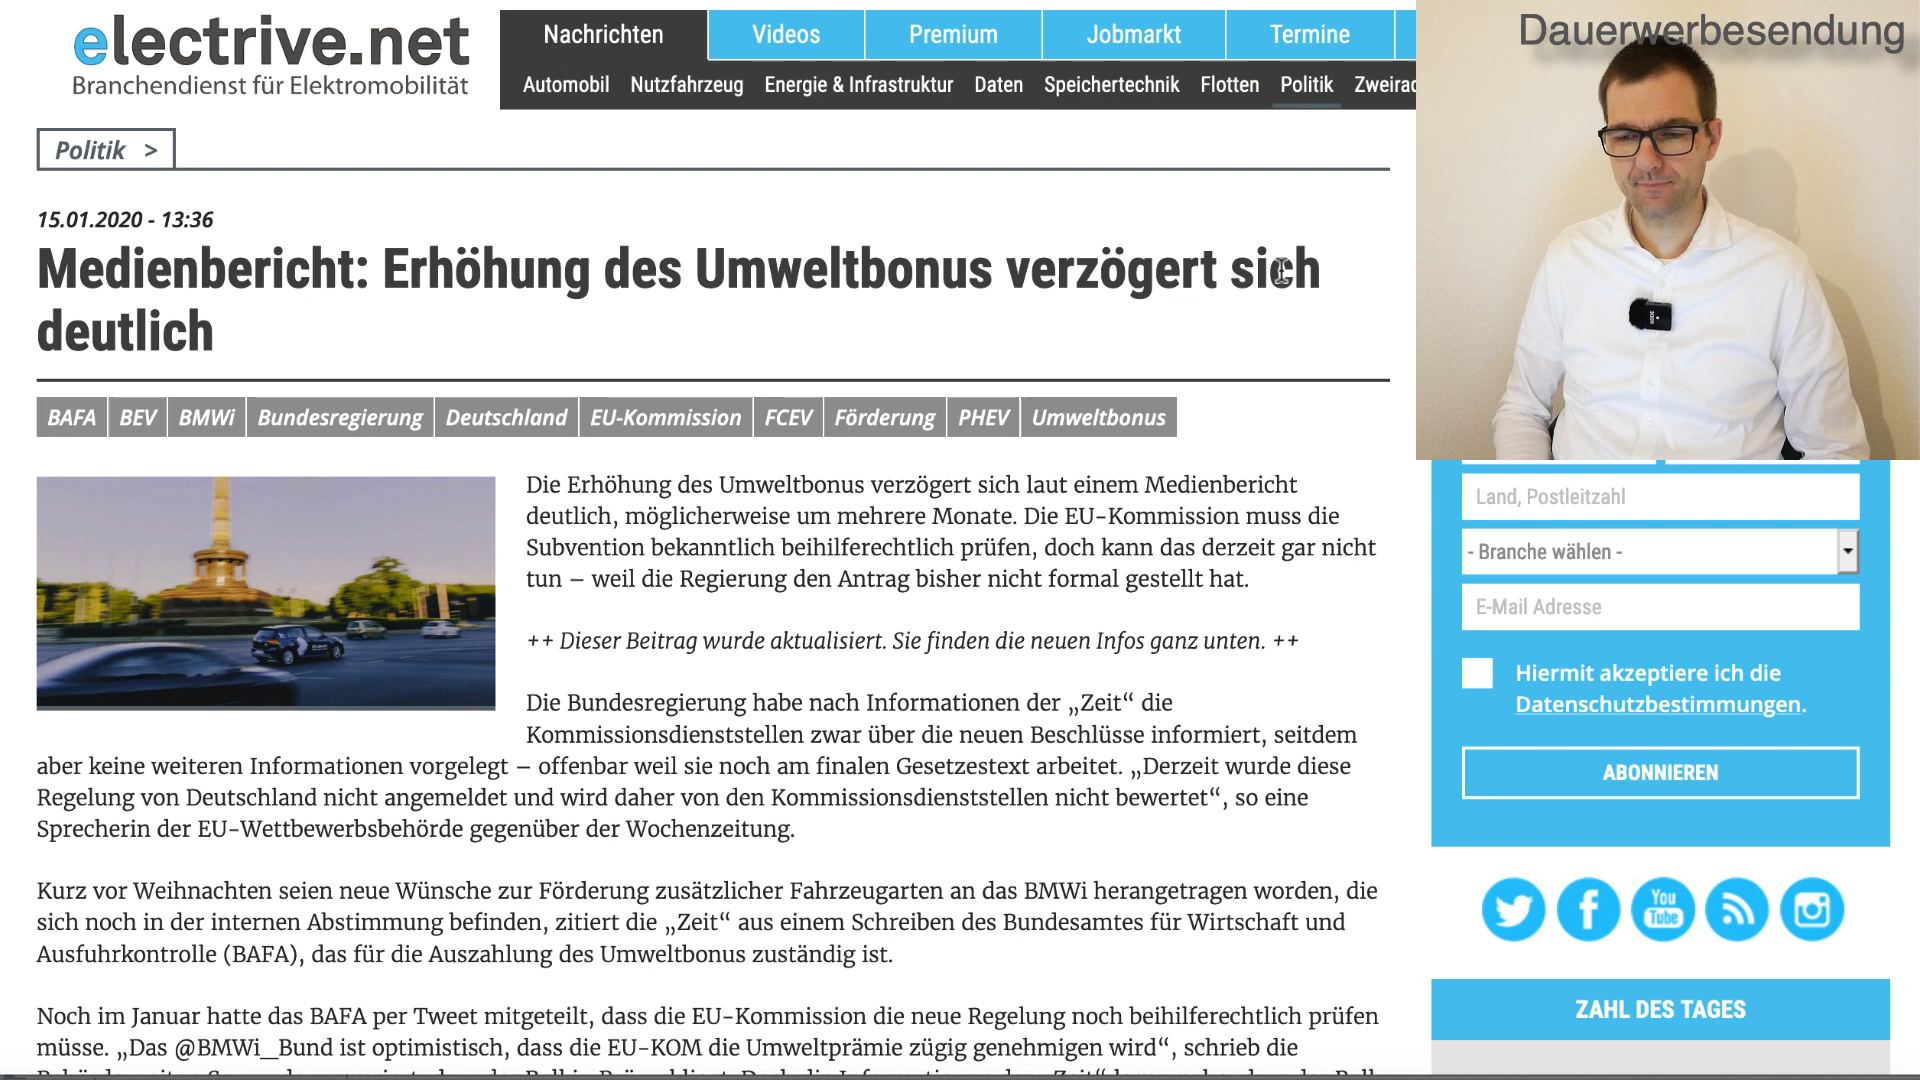 electrive.net
Branchendienst für Elektromobilität
Nachrichten Videos Premium Jobmarkt Termine
Automobil Nutzfahrzeug Energie & Infrastruktur Daten Speichertechnik Flotten Politik Zweirad
Dauerwerbesendung
Politik >
15.01.2020 - 13:36
Medienbericht: Erhöhung des Umweltbonus verzögert sich
deutlich
BAFA BEV BMWi Bundesregierung Deutschland EU-Kommission FCEV Förderung PHEV Umweltbonus
Die Erhöhung des Umweltbonus verzögert sich laut einem Medienbericht
deutlich, möglicherweise um mehrere Monate. Die EU-Kommission muss die
Subvention bekanntlich beihilferechtlich prüfen, doch kann das derzeit gar nicht
tun – weil die Regierung den Antrag bisher nicht formal gestellt hat.
++ Dieser Beitrag wurde aktualisiert. Sie finden die neuen Infos ganz unten. ++
Die Bundesregierung habe nach Informationen der „Zeit“ die
Kommissionsdienststellen zwar über die neuen Beschlüsse informiert, seitdem
aber keine weiteren Informationen vorgelegt – offenbar weil sie noch am finalen Gesetzestext arbeitet. „Derzeit wurde diese
Regelung von Deutschland nicht angemeldet und wird daher von den Kommissionsdienststellen nicht bewertet“, so eine
Sprecherin der EU-Wettbewerbsbehörde gegenüber der Wochenzeitung.
Kurz vor Weihnachten seien neue Wünsche zur Förderung zusätzlicher Fahrzeugarten an das BMWi herangetragen worden, die
sich noch in der internen Abstimmung befinden, zitiert die „Zeit“ aus einem Schreiben des Bundesamtes für Wirtschaft und
Ausfuhrkontrolle (BAFA), das für die Auszahlung des Umweltbonus zuständig ist.
Noch im Januar hatte das BAFA per Tweet mitgeteilt, dass die EU-Kommission die neue Regelung noch beihilferechtlich prüfen
müsse. „Das @BMWi_Bund ist optimistisch, dass die EU-KOM die Umweltprämie zügig genehmigen wird“, schrieb die
Land, Postleitzahl
- Branche wählen -
E-Mail Adresse
Hiermit akzeptiere ich die
Datenschutzbestimmungen.
ABONNIEREN
You
Tube
ZAHL DES TAGES